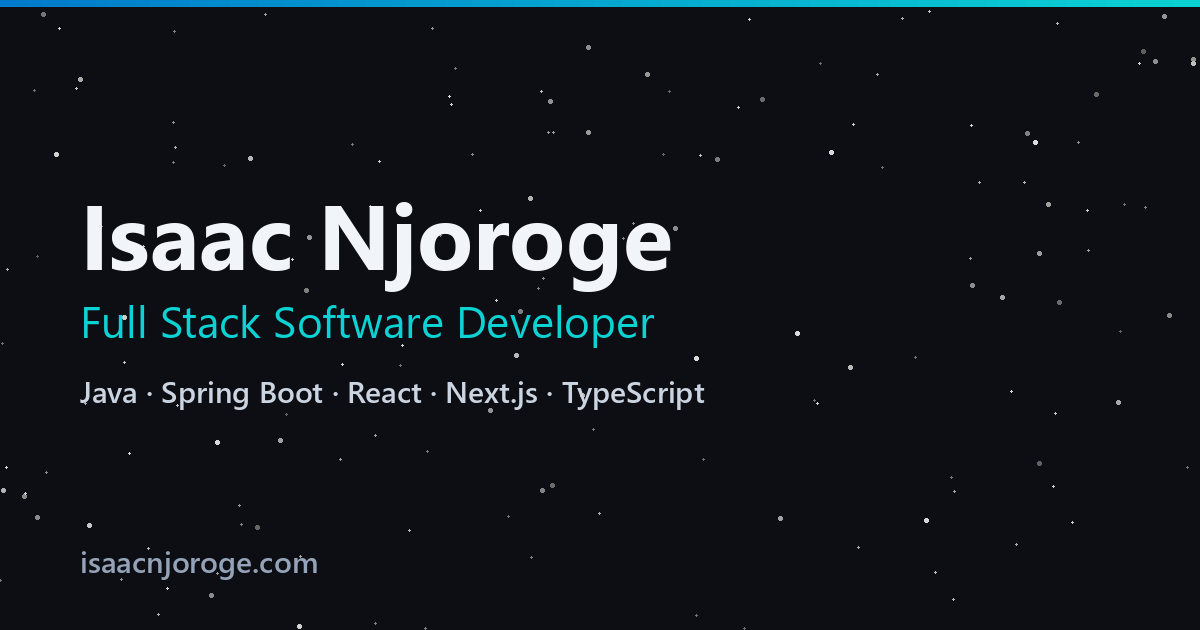 Isaac Njoroge
Full Stack Software Developer
Java · Spring Boot · React · Next.js · TypeScript
isaacnjoroge.com